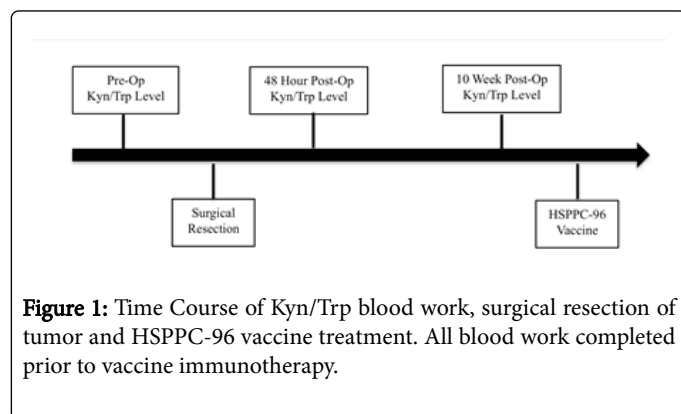 Pre-Op
Kyn/Trp Level
48 Hour Post-Op
Kyn/Trp Level
10 Week Post-Op
Kyn/Trp Level
Surgical
Resection
HSPPC-96
Vaccine
Figure 1: Time Course of Kyn/Trp blood work, surgical resection of
tumor and HSPPC-96 vaccine treatment. All blood work completed
prior to vaccine immunotherapy.